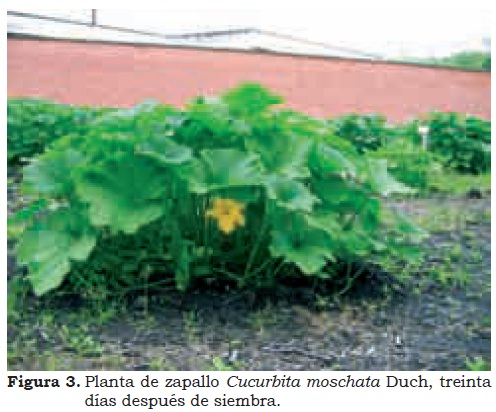 Figura 3. Planta de zapallo Cucurbita moschata Duch, treinta
días después de siembra.